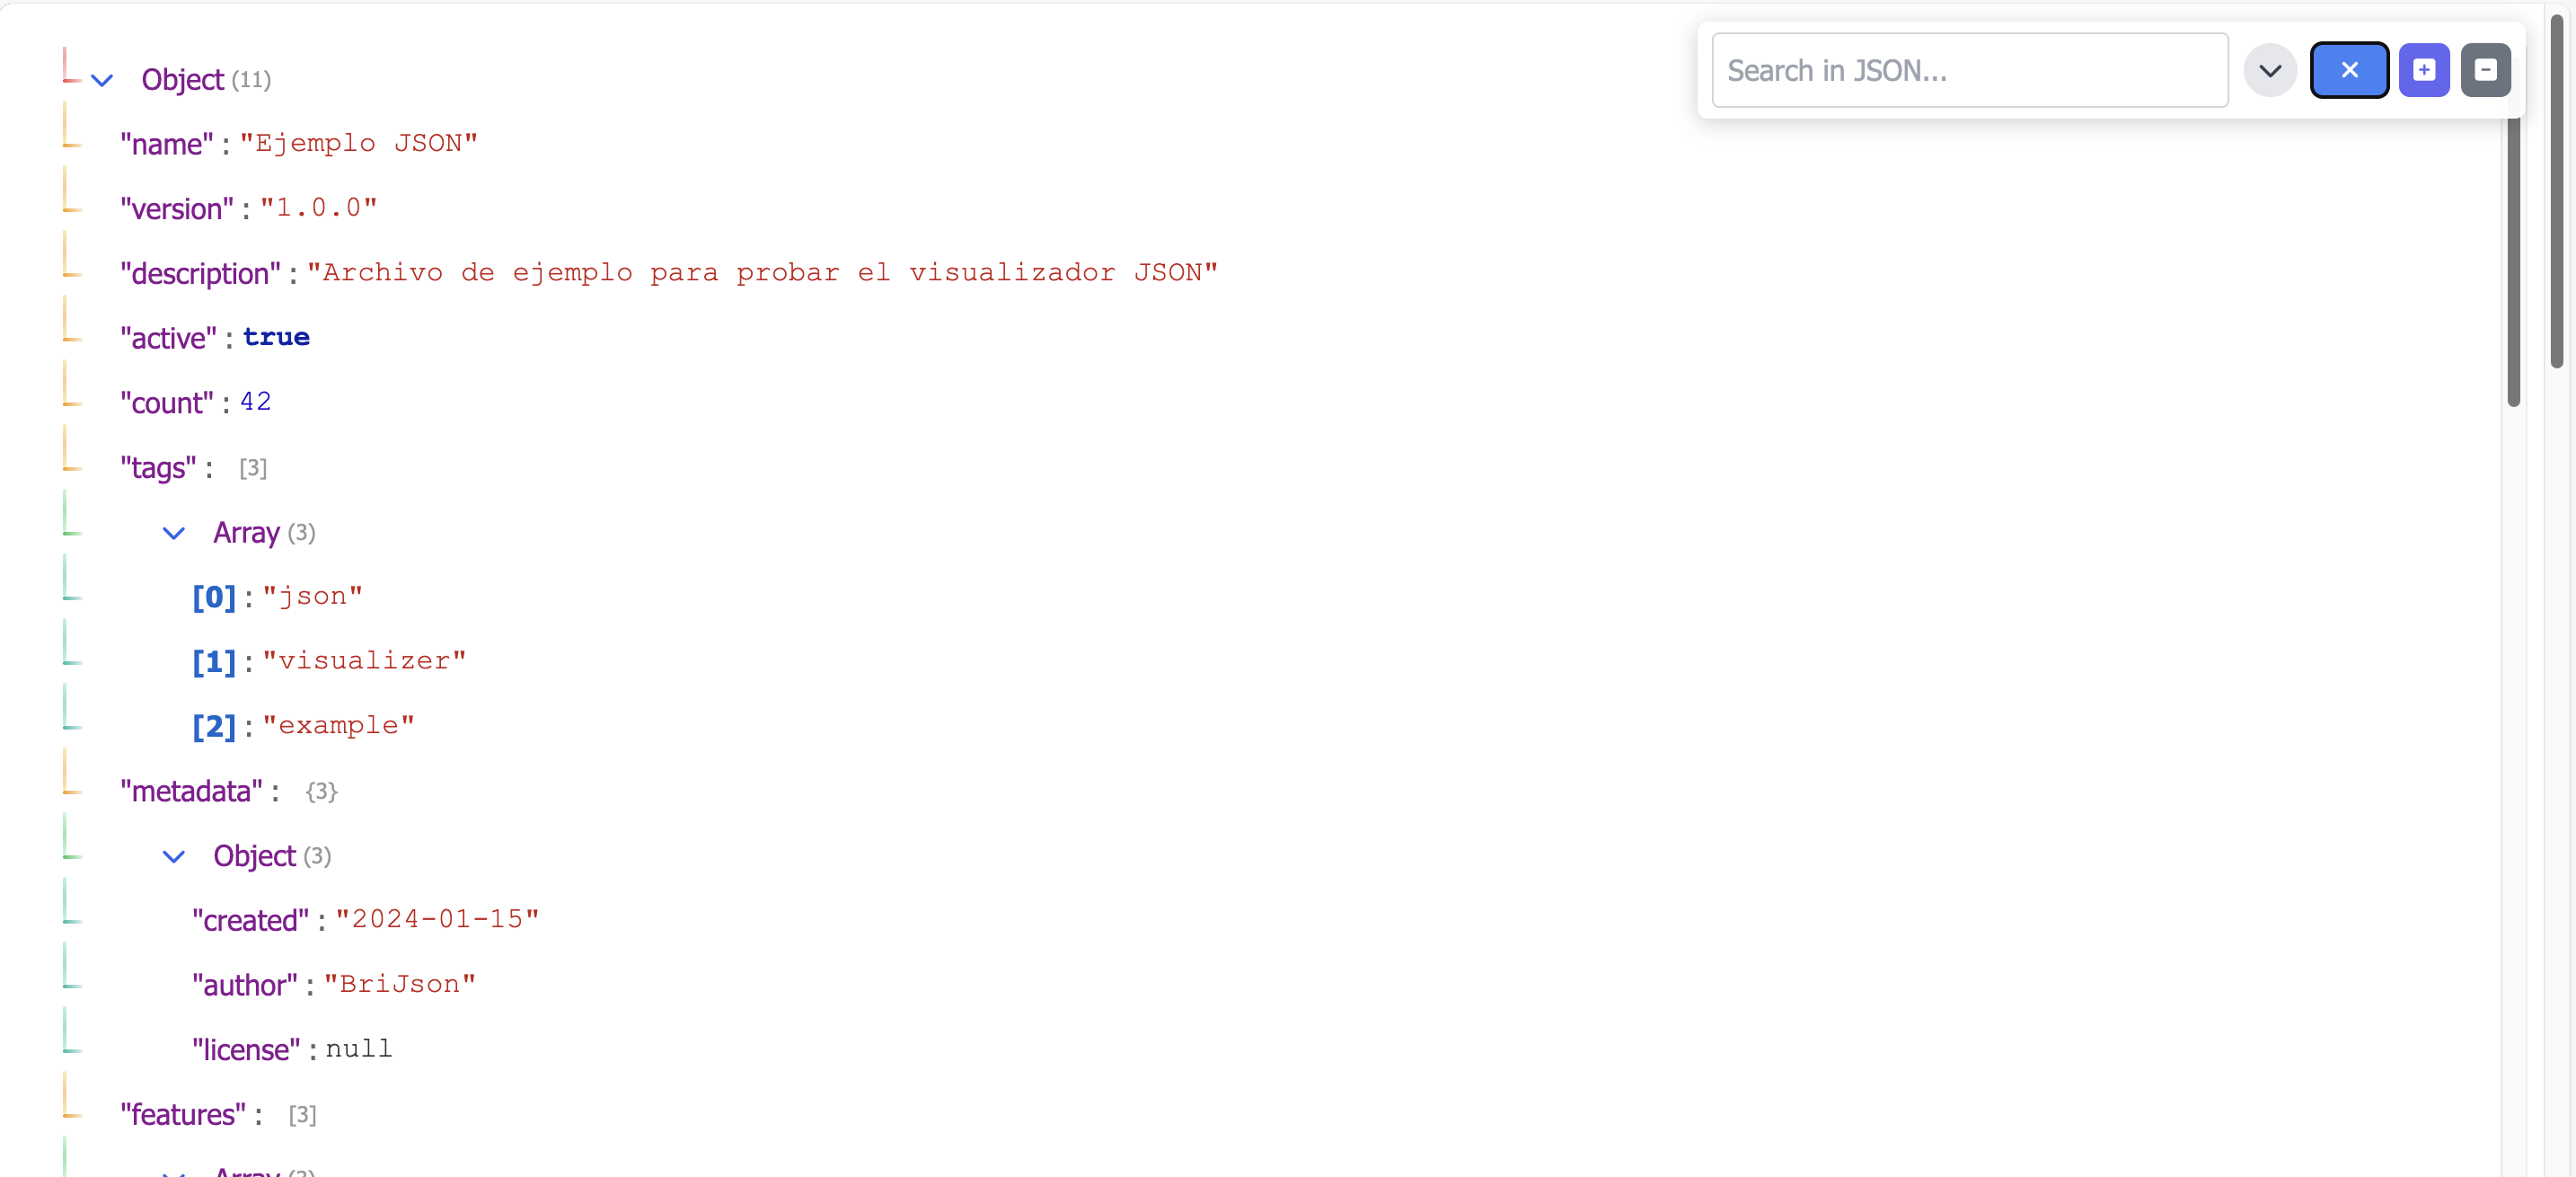 Search in JSON...
Object (11)
"name" : "Ejemplo JSON"
"version" : "1.0.0"
"description" : "Archivo de ejemplo para probar el visualizador JSON"
"active" : true
"count" : 42
"tags" : [3]
Array (3)
[0] : "json"
[1] : "visualizer"
[2] : "example"
"metadata" : {3}
Object (3)
"created" : "2024-01-15"
"author" : "BriJson"
"license" : null
"features" : [3]
Array (3)